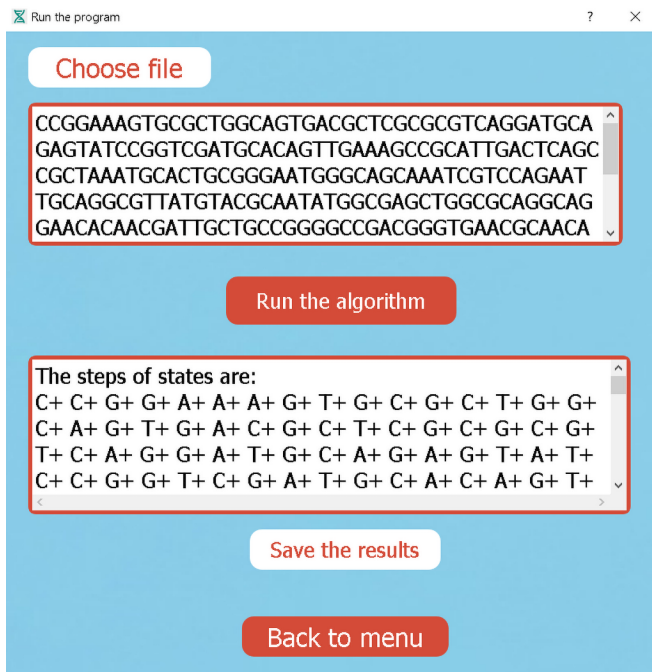 Run the program
?
Choose file
CCGGAAAGTGCGCTGGCAGTGACGCTCGCGCGTCAGGATGCA
GAGTATCCGGTCGATGCACAGTTGAAAGCCGCATTGACTCAGC
CGCTAAATGCACTGCGGGAATGGGCAGCAAATCGTCCAGAAT
TGCAGGCGTTATGTACGCAATATGGCGAGCTGGCGCAGGCAG
GAACACAACGATTGCTGCCGGGGCCGACGGGTGAACGCAACA
Run the algorithm
The steps of states are:
C+ C+ G+ G+ A+ A+ A+ G+ T+ G+ C+ G+ C+ T+ G+ G+
C+ A+ G+ T+ G+ A+ C+ G+ C+ T+ C+ G+ C+ G+ C+ G+
T+ C+ A+ G+ G+ A+ T+ G+ C+ A+ G+ A+ G+ T+ A+ T+
C+ C+ G+ G+ T+ C+ G+ A+ T+ G+ C+ A+ C+ A+ G+ T+
Save the results
Back to menu